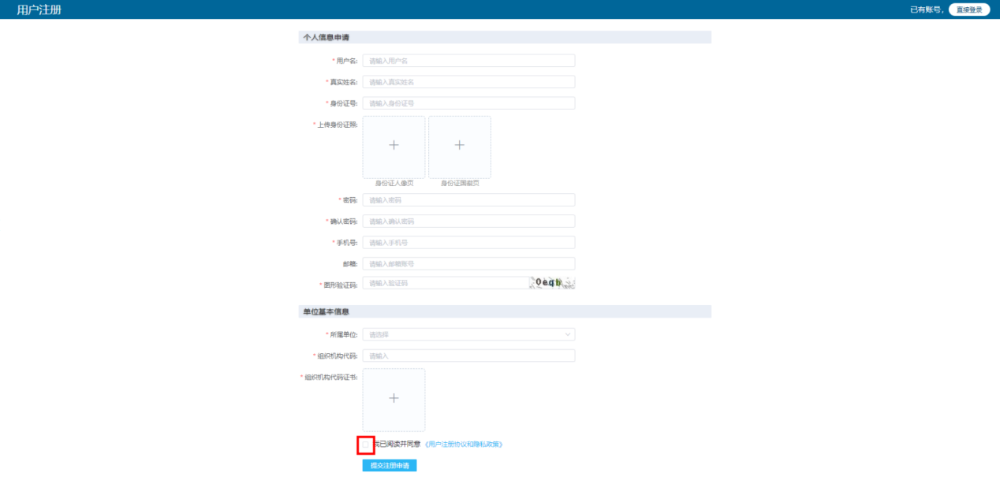 用户注册
已有账号，
直接登录
个人信息申请
* 用户名: 请输入用户名
* 真实姓名: 请输入真实姓名
* 身份证号: 请输入身份证号
* 上传身份证照:
身份证人像页 身份证国徽页
* 密码: 请输入密码
* 确认密码: 请输入确认密码
* 手机号: 请输入手机号
邮箱: 请输入邮箱账号
* 图形验证码: 请输入验证码 0eqb
单位基本信息
* 所属单位: 请选择
* 组织机构代码: 请输入
* 组织机构代码证书:
我已阅读并同意 《用户注册协议和隐私政策》
提交注册申请